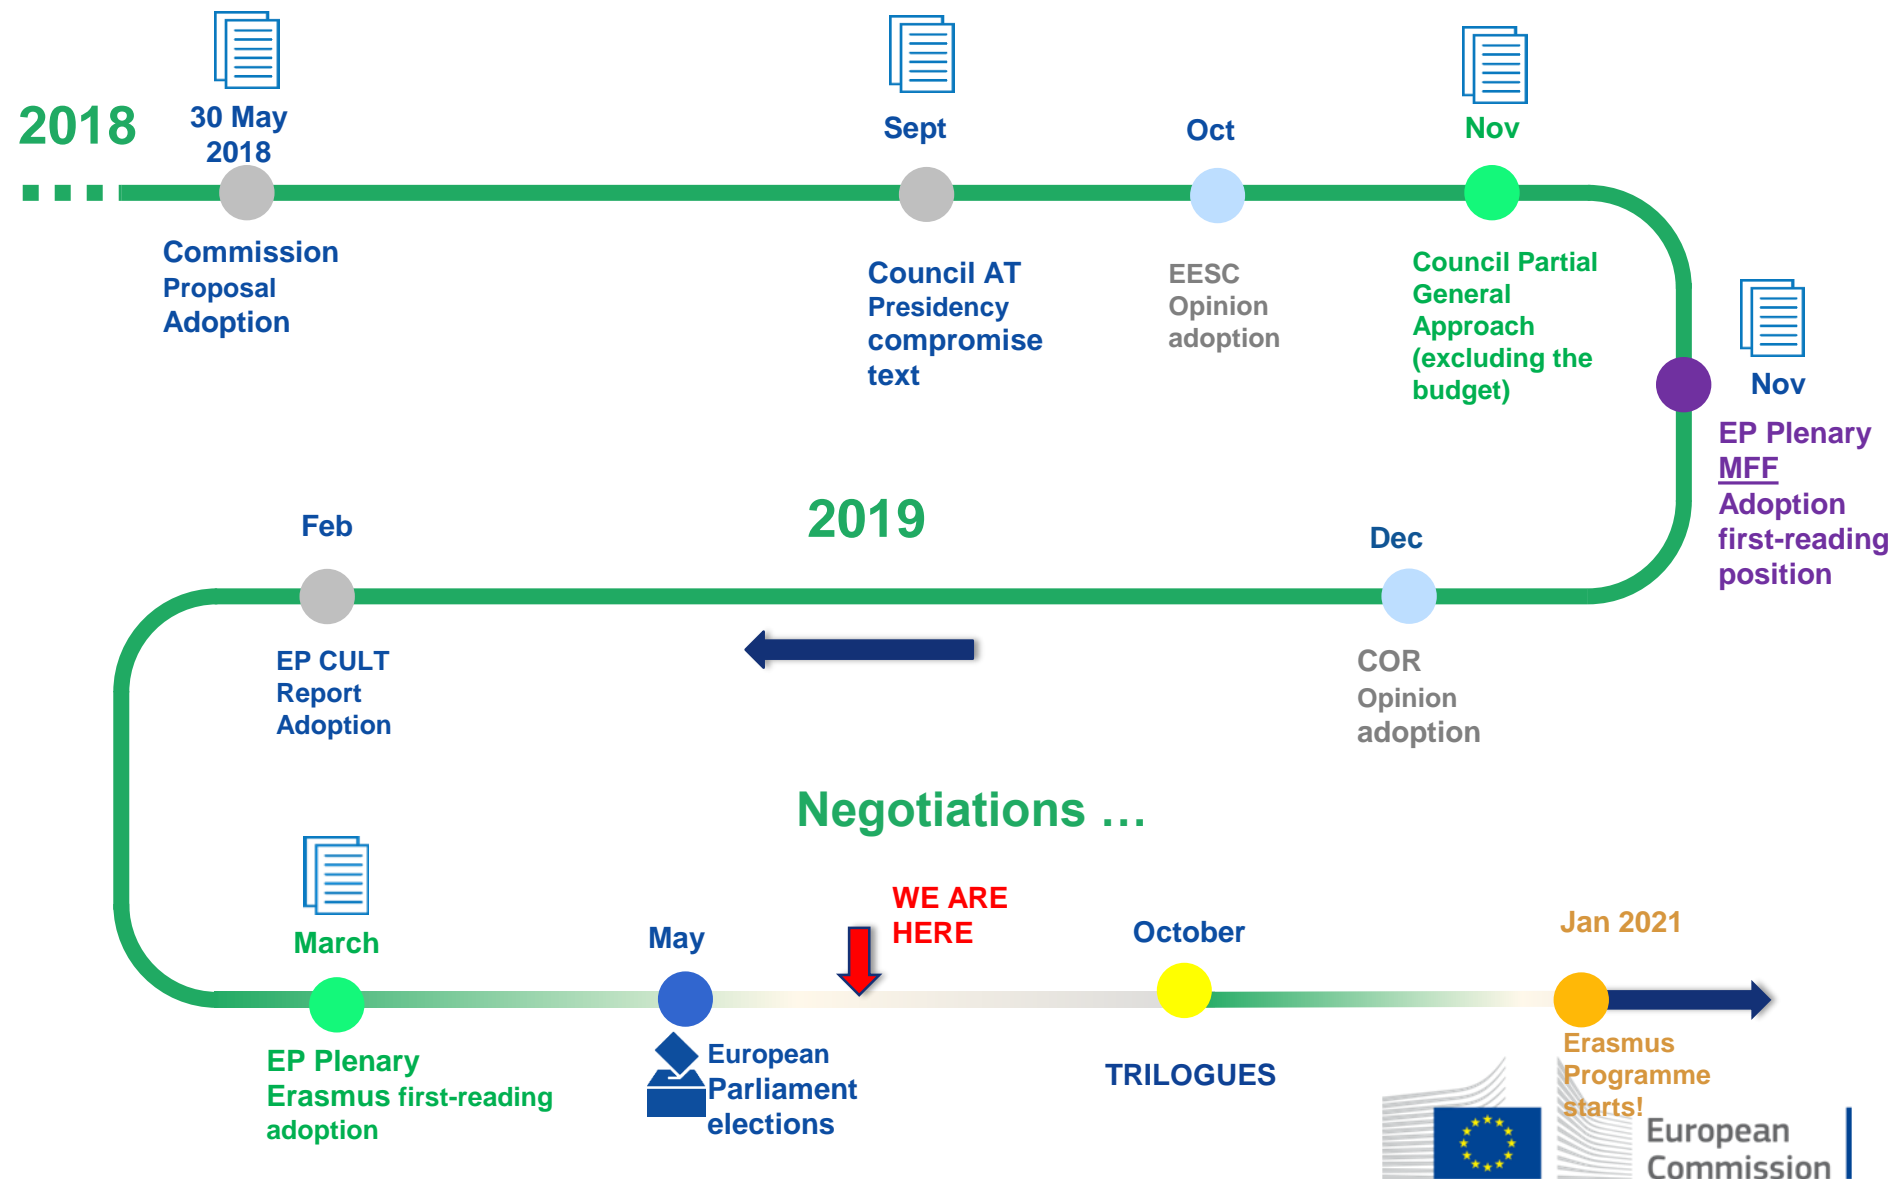 2018
30 May
2018
Commission
Proposal
Adoption
Sept
Council AT
Presidency
compromise
text
Oct
EESC
Opinion
adoption
Nov
Council Partial
General
Approach
(excluding the
budget)
Nov
EP Plenary
MFF
Adoption
first-reading
position
2019
Dec
COR
Opinion
adoption
Feb
EP CULT
Report
Adoption
Negotiations …
March
EP Plenary
Erasmus first-reading
adoption
May
European
Parliament
elections
WE ARE
HERE
October
TRILOGUES
Jan 2021
Erasmus
Programme
starts!
European
Commission